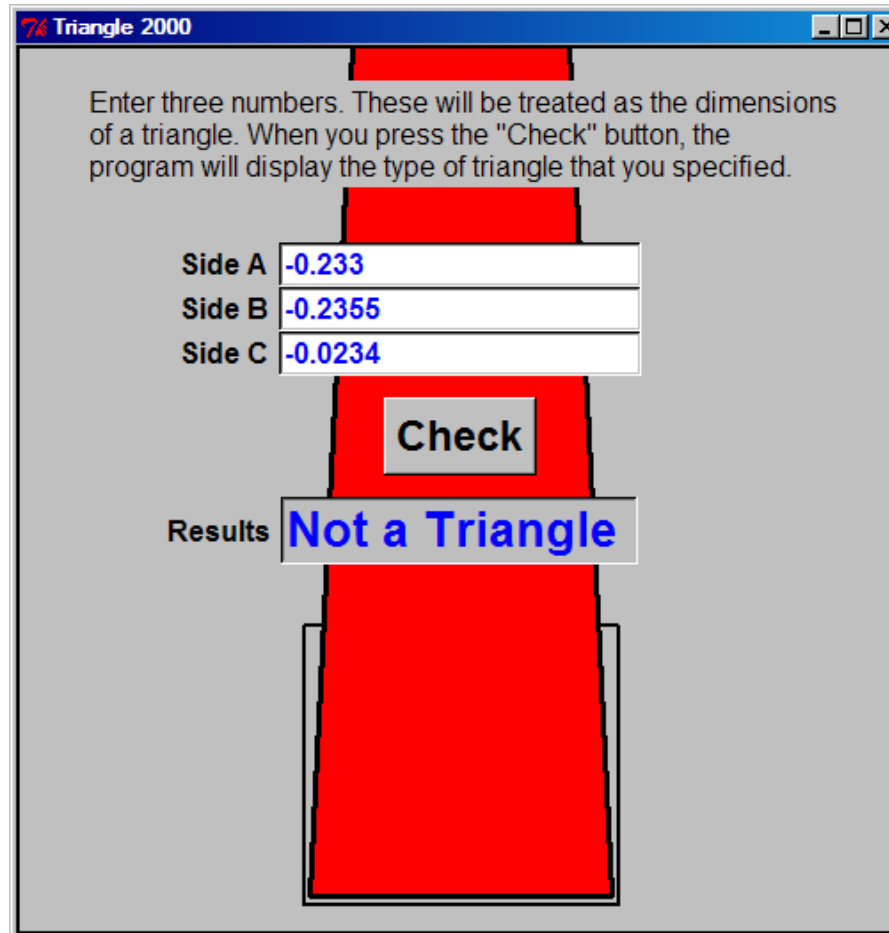 Triangle 2000
Enter three numbers. These will be treated as the dimensions
of a triangle. When you press the "Check" button, the
program will display the type of triangle that you specified.
Side A -0.233
Side B -0.2355
Side C -0.0234
Check
Results Not a Triangle